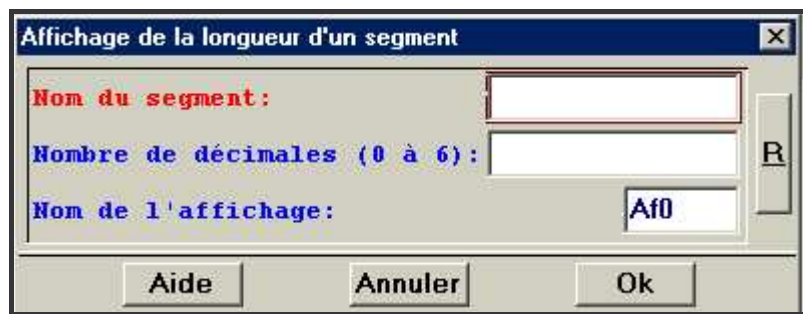 Affichage de la longueur d'un segment
Nom du segment:
Nombre de décimales (0 à 6):
R
Nom de l'affichage: Af0
Aide Annuler Ok